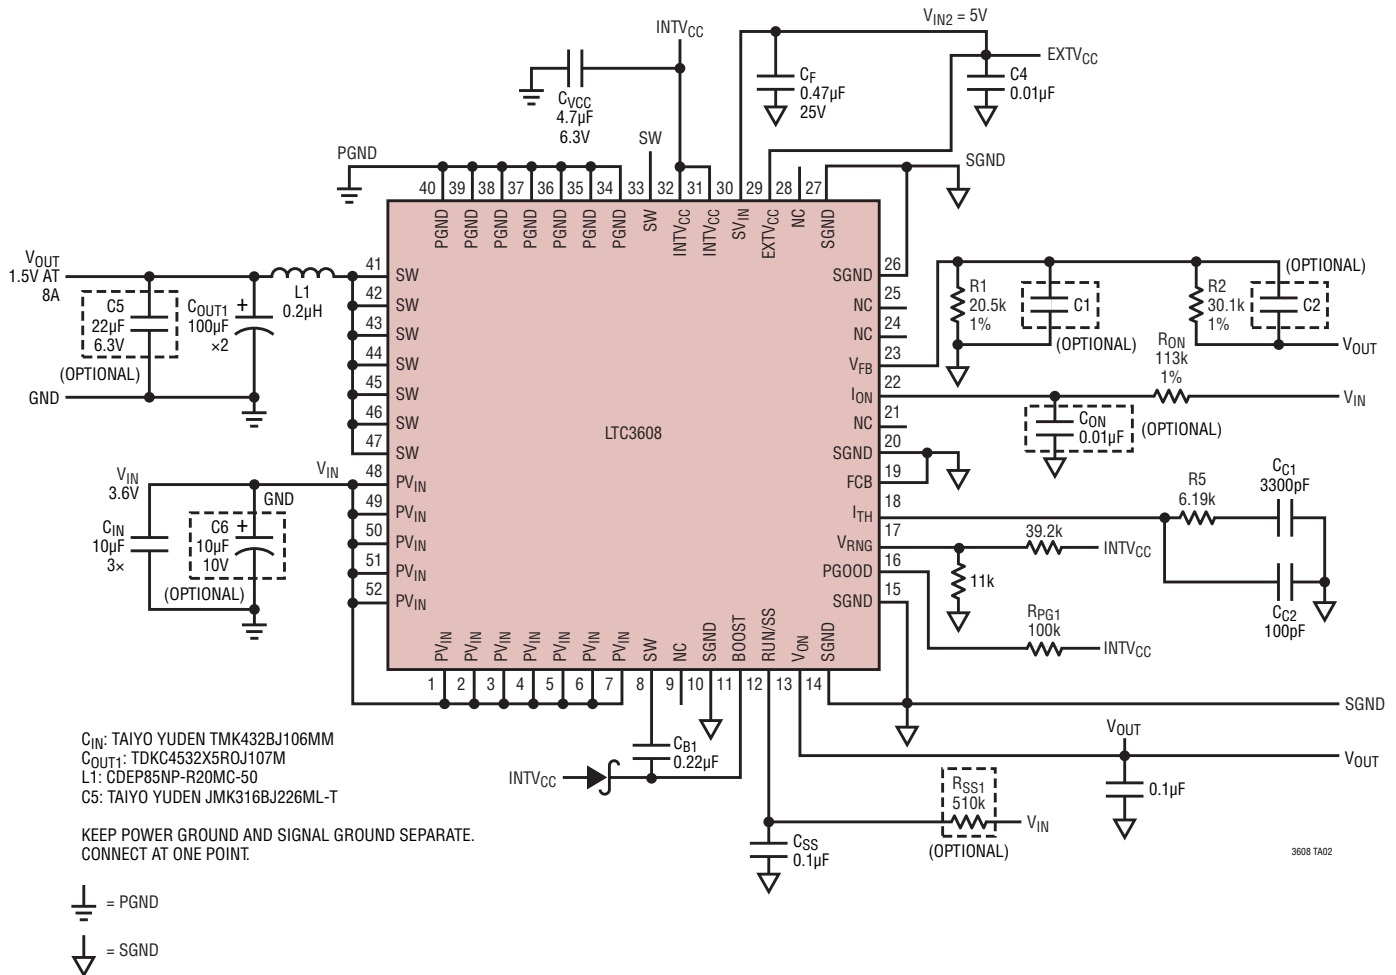 INTVCC
VIN2 = 5V
EXTVCC
CF
0.47µF
25V
C4
0.01µF
CVCC
4.7µF
6.3V
SW
PGND
SGND
40 39 38 37 36 35 34 33 32 31 30 29 28 27
PGND PGND PGND PGND PGND PGND PGND SW INTVCC INTVCC SVIN EXTVCC NC SGND
VOUT
1.5V AT
8A
C5
22µF
6.3V
(OPTIONAL)
COUT1
100µF
×2
+
L1
0.2µH
GND
41 SW
42 SW
43 SW
44 SW
45 SW
46 SW
47 SW
48 PVIN
49 PVIN
50 PVIN
51 PVIN
52 PVIN
VIN
VIN
3.6V
CIN
10µF
3×
GND
C6
10µF
10V
+
(OPTIONAL)
LTC3608
SGND 26
NC 25
NC 24
VFB 23
ION 22
NC 21
SGND 20
FCB 19
ITH 18
VRNG 17
PGOOD 16
SGND 15
R1
20.5k
1%
C1
(OPTIONAL)
R2
30.1k
1%
(OPTIONAL)
C2
VOUT
RON
113k
1%
VIN
CON
0.01µF
(OPTIONAL)
R5
6.19k
CC1
3300pF
CC2
100pF
39.2k
INTVCC
11k
RPG1
100k
INTVCC
PVIN PVIN PVIN PVIN PVIN PVIN PVIN SW NC SGND BOOST RUN/SS VON SGND
1 2 3 4 5 6 7 8 9 10 11 12 13 14
SGND
VOUT
VOUT
0.1µF
CB1
0.22µF
INTVCC
RSS1
510k
VIN
(OPTIONAL)
CSS
0.1µF
CIN: TAIYO YUDEN TMK432BJ106MM
COUT1: TDKC4532X5R0J107M
L1: CDEP85NP-R20MC-50
C5: TAIYO YUDEN JMK316BJ226ML-T
KEEP POWER GROUND AND SIGNAL GROUND SEPARATE.
CONNECT AT ONE POINT.
= PGND
= SGND
3608 TA02